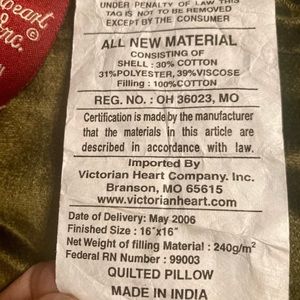 Heart
Inc.
UNDER PENALTY OF LAW THIS
TAG IS NOT TO BE REMOVED
EXCEPT BY THE CONSUMER
ALL NEW MATERIAL
CONSISTING OF
SHELL : 30% COTTON
31%POLYESTER, 39%VISCOSE
Filling : 100%COTTON
REG. NO. : OH 36023, MO
Certification is made by the manufacturer
that the materials in this article are
described in accordance with law.
Imported By
Victorian Heart Company. Inc.
Branson, MO 65615
www.victorianheart.com
Date of Delivery: May 2006
Finished Size : 16"x16"
Net Weight of filling Material : 240g/m²
Federal RN Number : 99003
QUILTED PILLOW
MADE IN INDIA